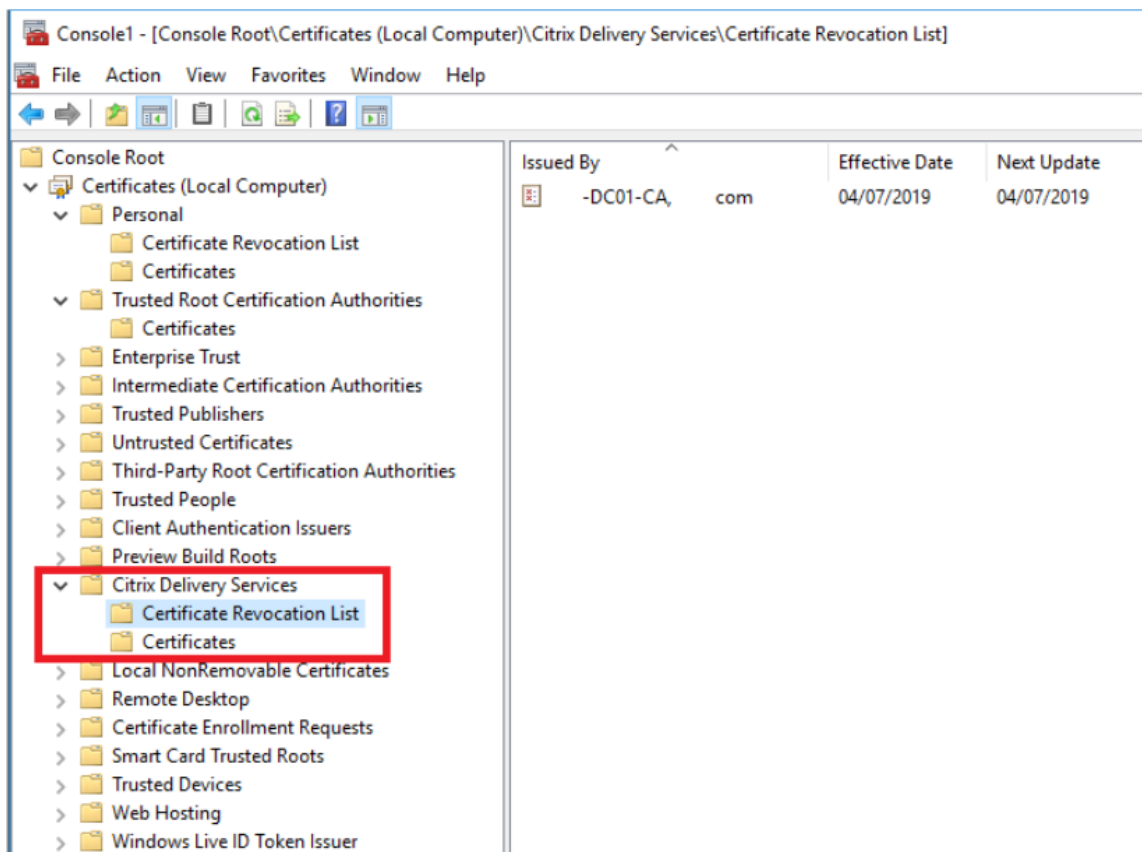 Console1 - [Console Root\Certificates (Local Computer)\Citrix Delivery Services\Certificate Revocation List]
File Action View Favorites Window Help
Console Root
Certificates (Local Computer)
Personal
Certificate Revocation List
Certificates
Trusted Root Certification Authorities
Certificates
Enterprise Trust
Intermediate Certification Authorities
Trusted Publishers
Untrusted Certificates
Third-Party Root Certification Authorities
Trusted People
Client Authentication Issuers
Preview Build Roots
Citrix Delivery Services
Certificate Revocation List
Certificates
Local NonRemovable Certificates
Remote Desktop
Certificate Enrollment Requests
Smart Card Trusted Roots
Trusted Devices
Web Hosting
Windows Live ID Token Issuer
Issued By Effective Date Next Update
-DC01-CA, com 04/07/2019 04/07/2019